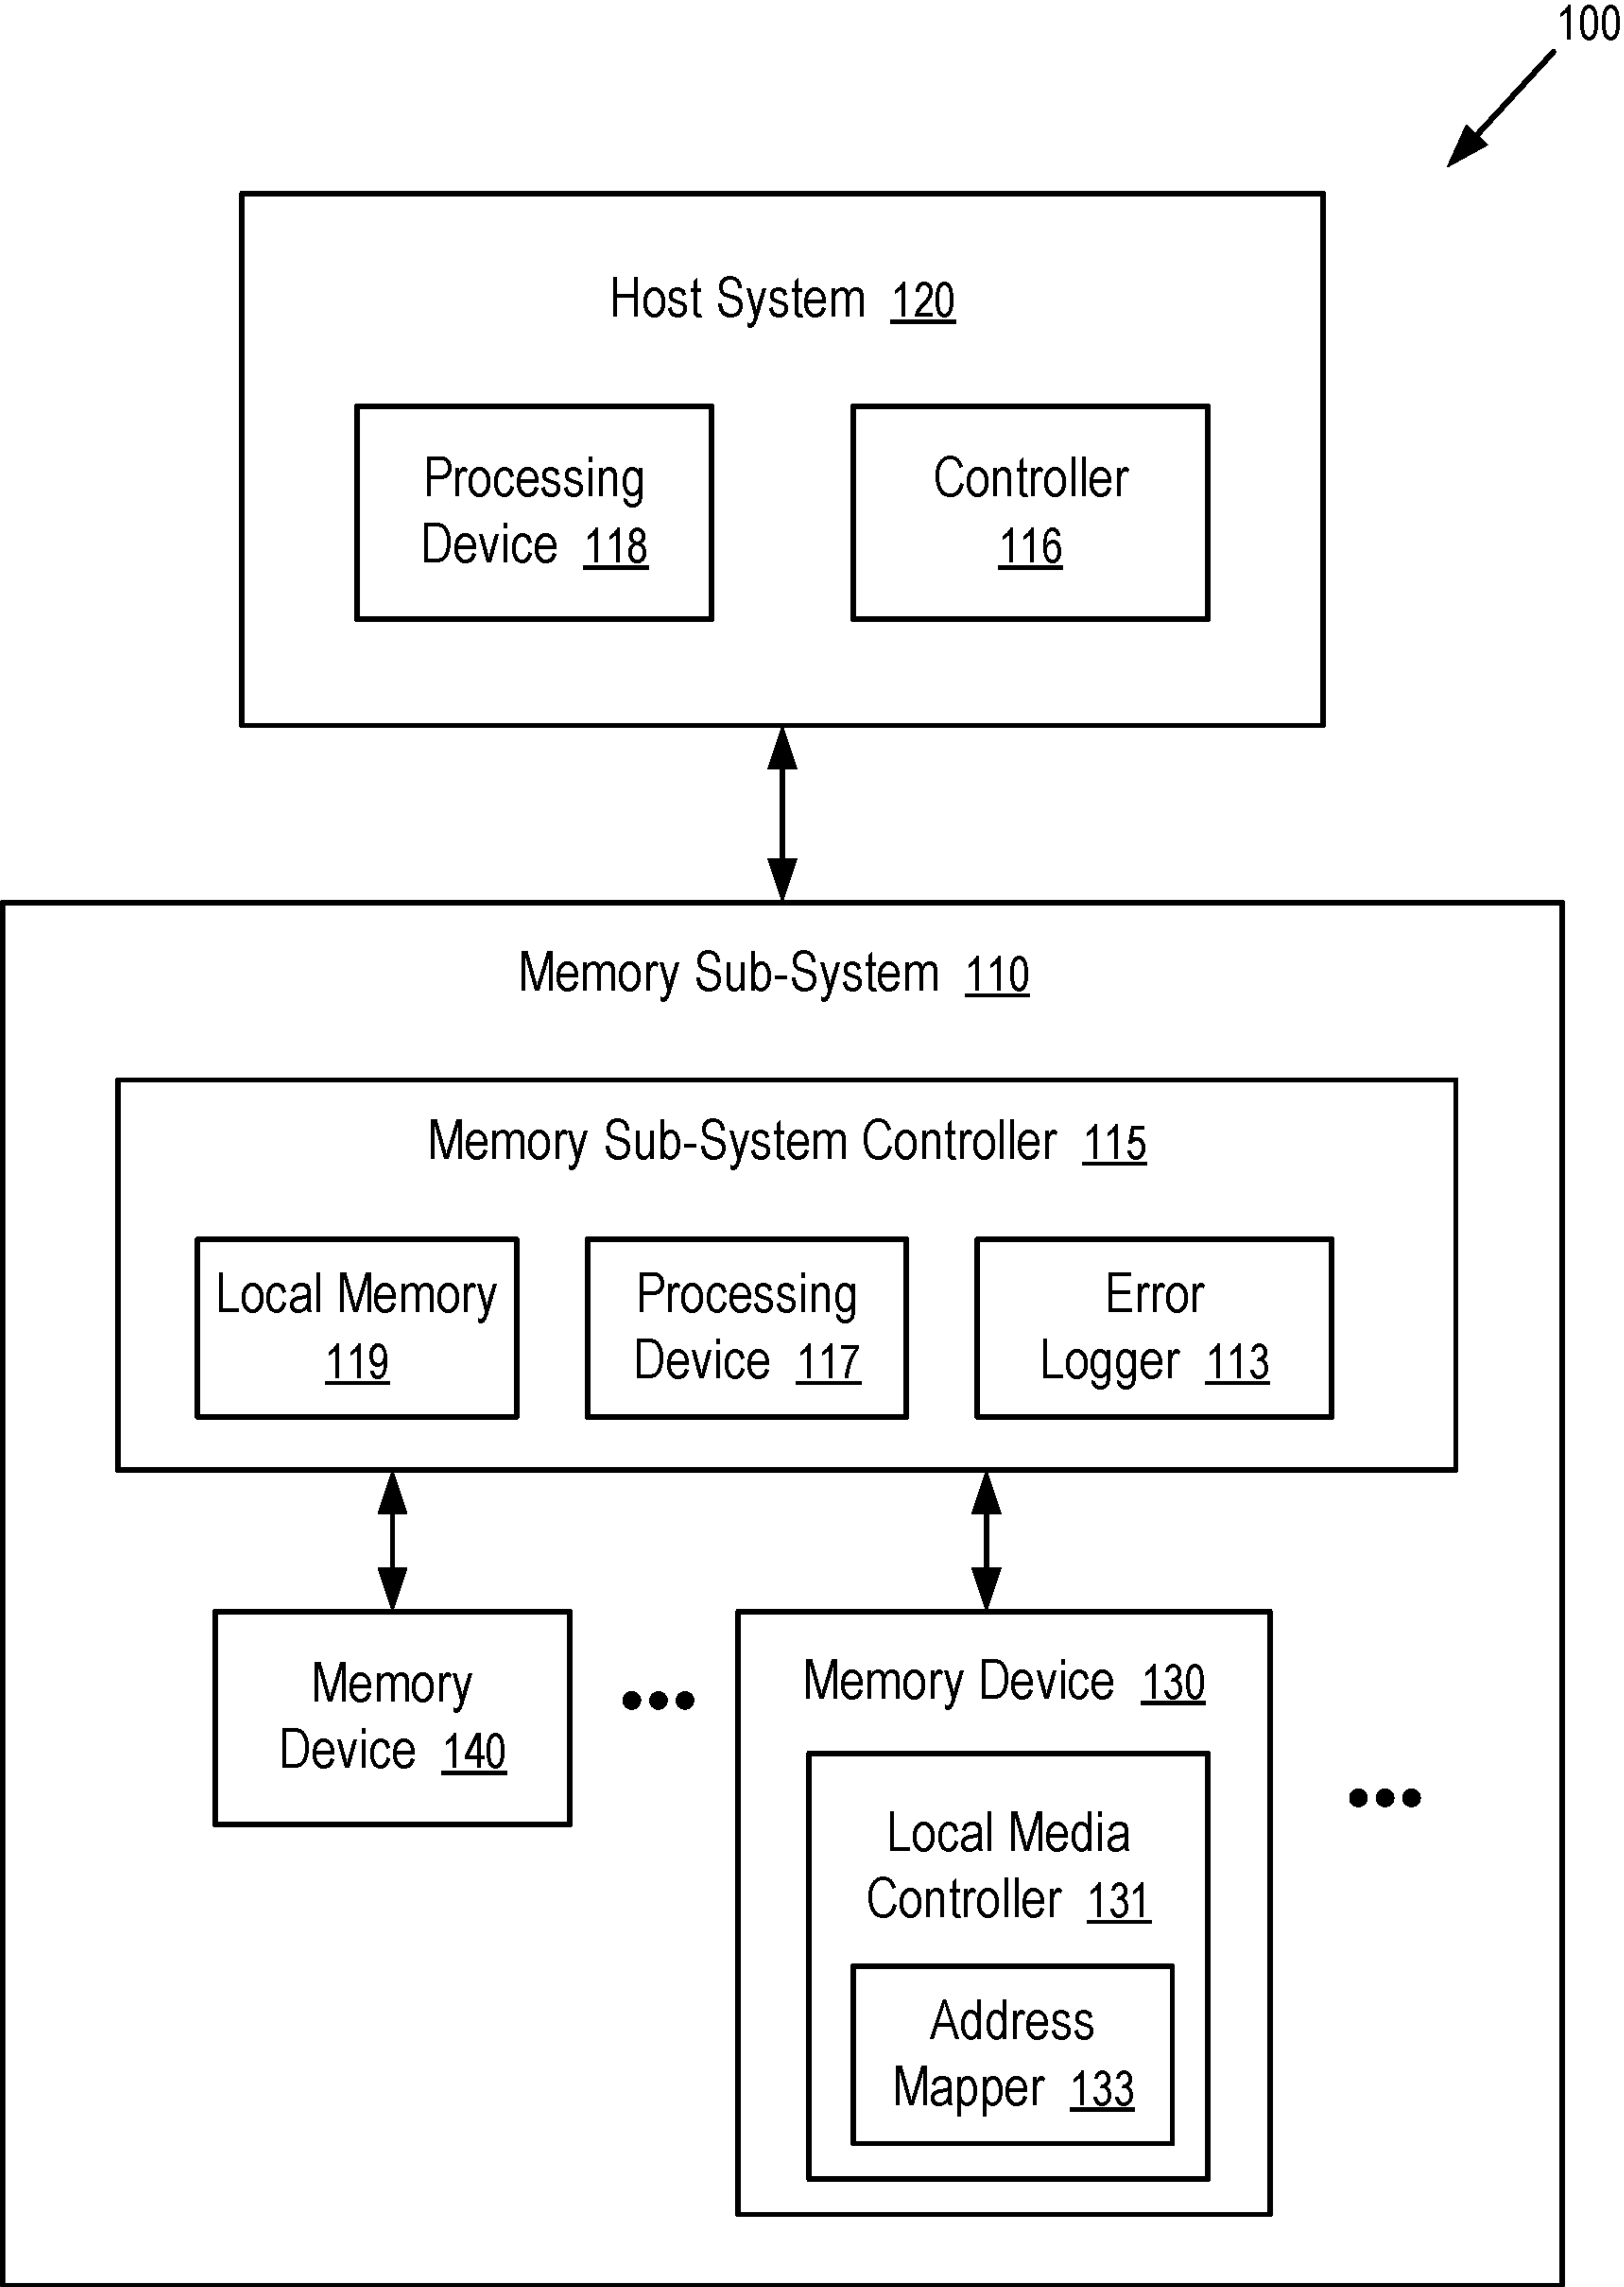 100
Host System 120
Processing
Device 118
Controller
116
Memory Sub-System 110
Memory Sub-System Controller 115
Local Memory
119
Processing
Device 117
Error
Logger 113
Memory
Device 140
Memory Device 130
Local Media
Controller 131
Address
Mapper 133